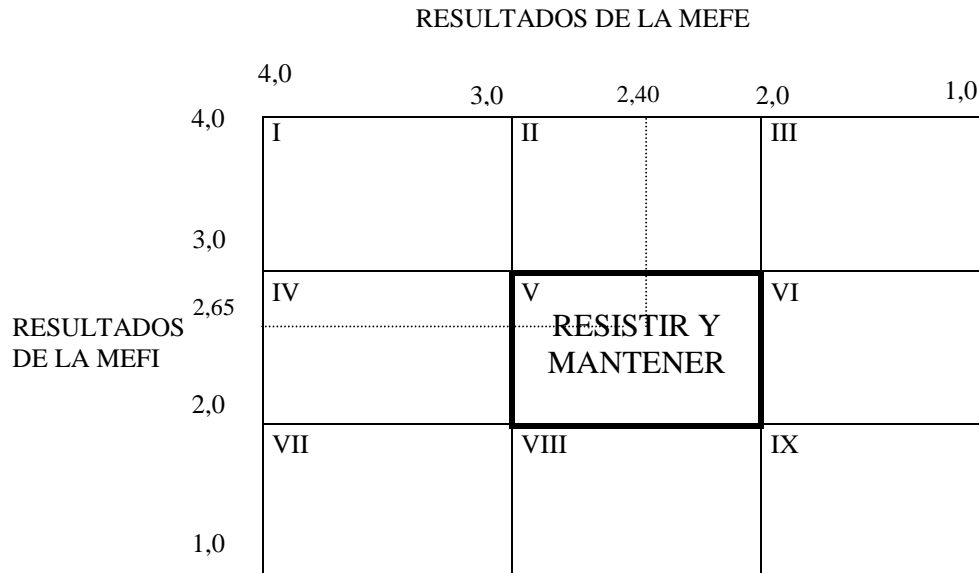 RESULTADOS DE LA MEFE
4,0
3,0 2,40 2,0 1,0
4,0
I II III
3,0
IV V VI
2,65
RESULTADOS
DE LA MEFI
RESISTIR Y
MANTENER
2,0
VII VIII IX
1,0